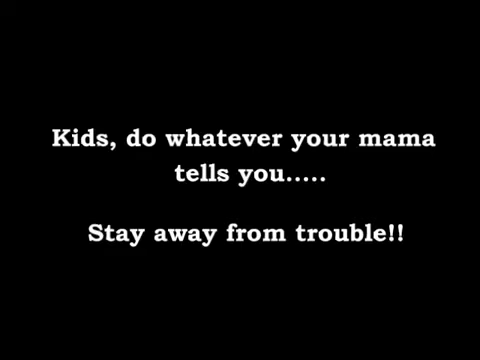 Kids, do whatever your mama
tells you.....
Stay away from trouble!!